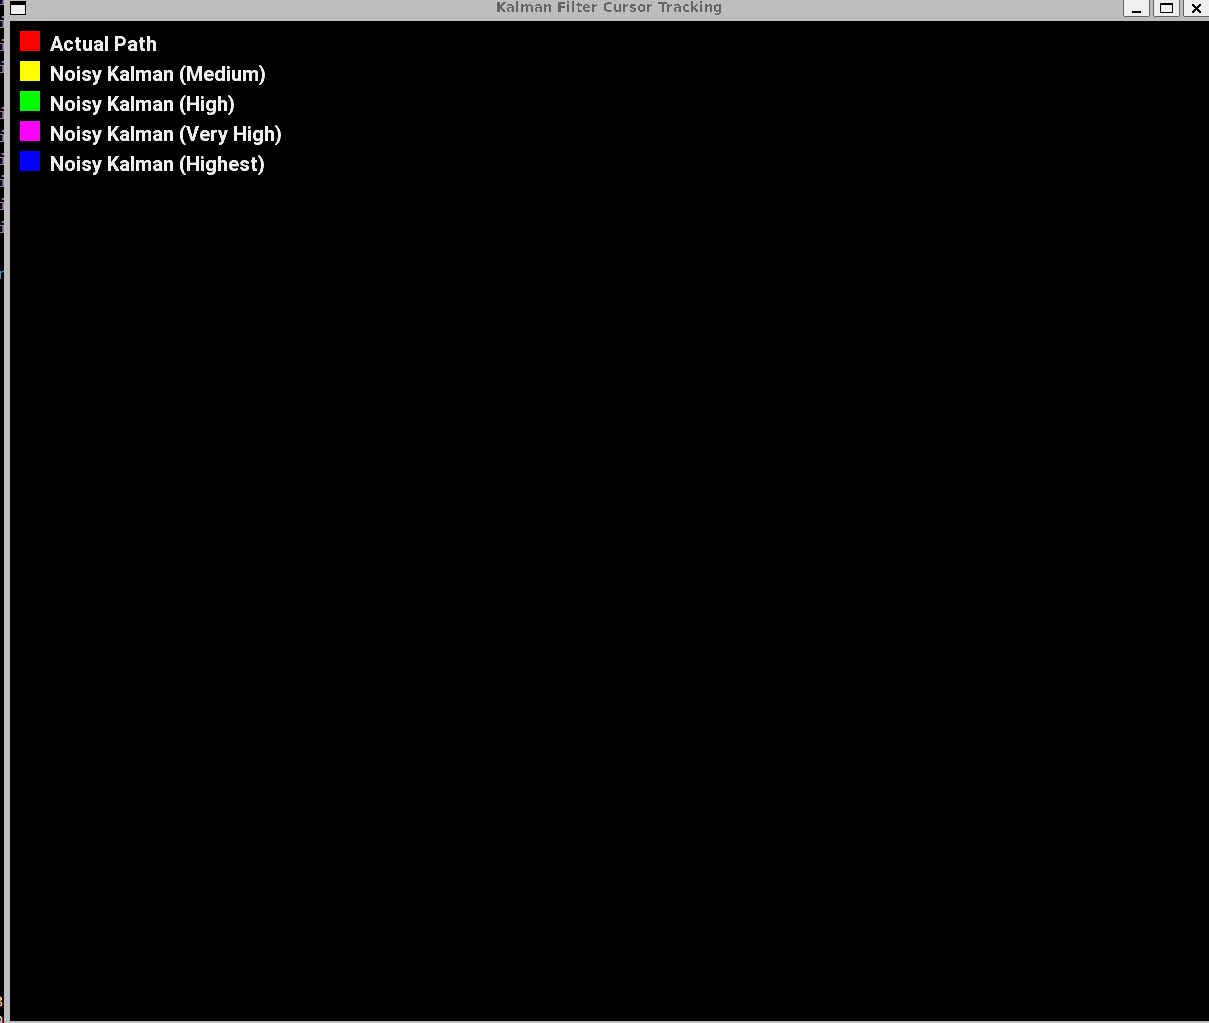 Kalman Filter Cursor Tracking
Actual Path
Noisy Kalman (Medium)
Noisy Kalman (High)
Noisy Kalman (Very High)
Noisy Kalman (Highest)